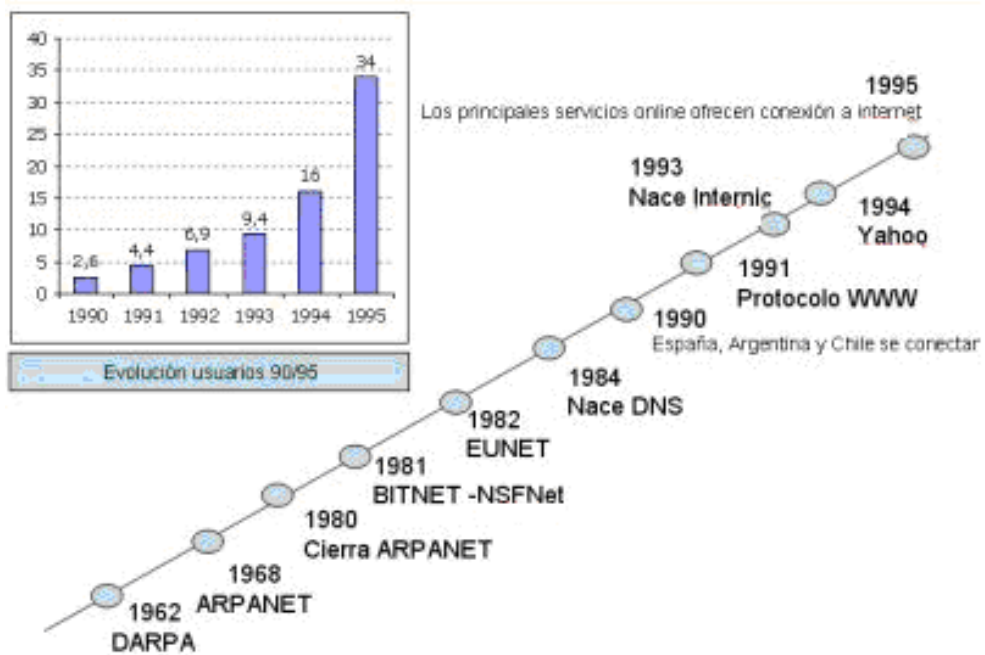 40
35
30
25
20
15
10
5
0
2,6
4,4
6,9
9,4
16
34
1990 1991 1992 1993 1994 1995
Evolución usuarios 90/95
1995
Los principales servicios online ofrecen conexión a internet
1993
Nace Internic
1994
Yahoo
1991
Protocolo WWW
1990
España, Argentina y Chile se conectan
1984
Nace DNS
1982
EUNET
1981
BITNET -NSFNet
1980
Cierra ARPANET
1968
ARPANET
1962
DARPA